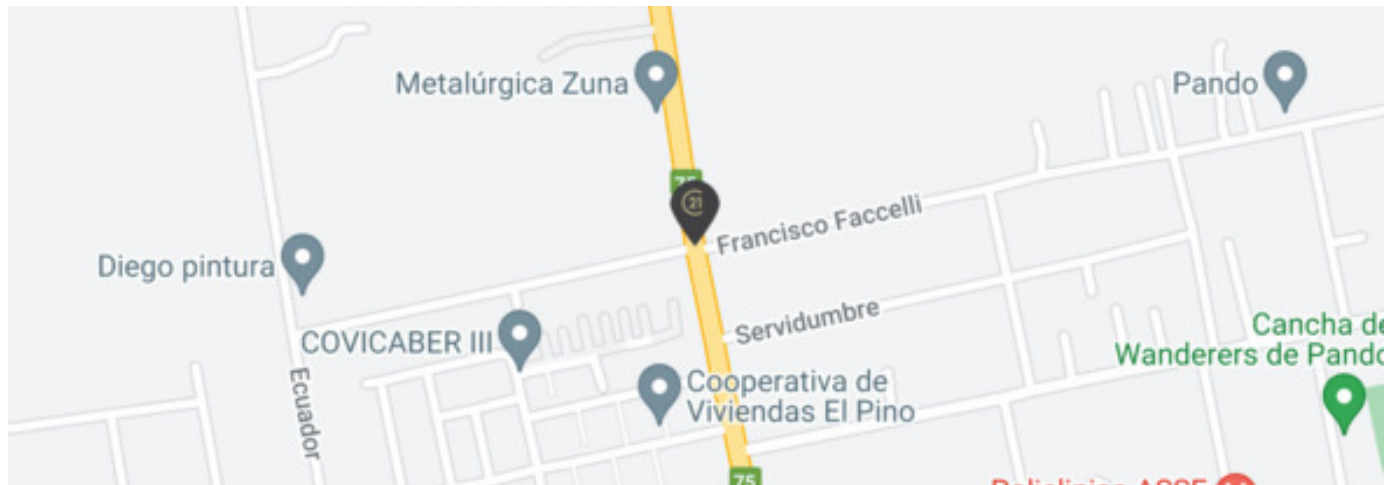 Metalúrgica Zuna
Pando
75
21
Francisco Faccelli
Diego pintura
Servidumbre
COVICABER III
Cancha de
Wanderers de Pando
Ecuador
Cooperativa de
Viviendas El Pino
75